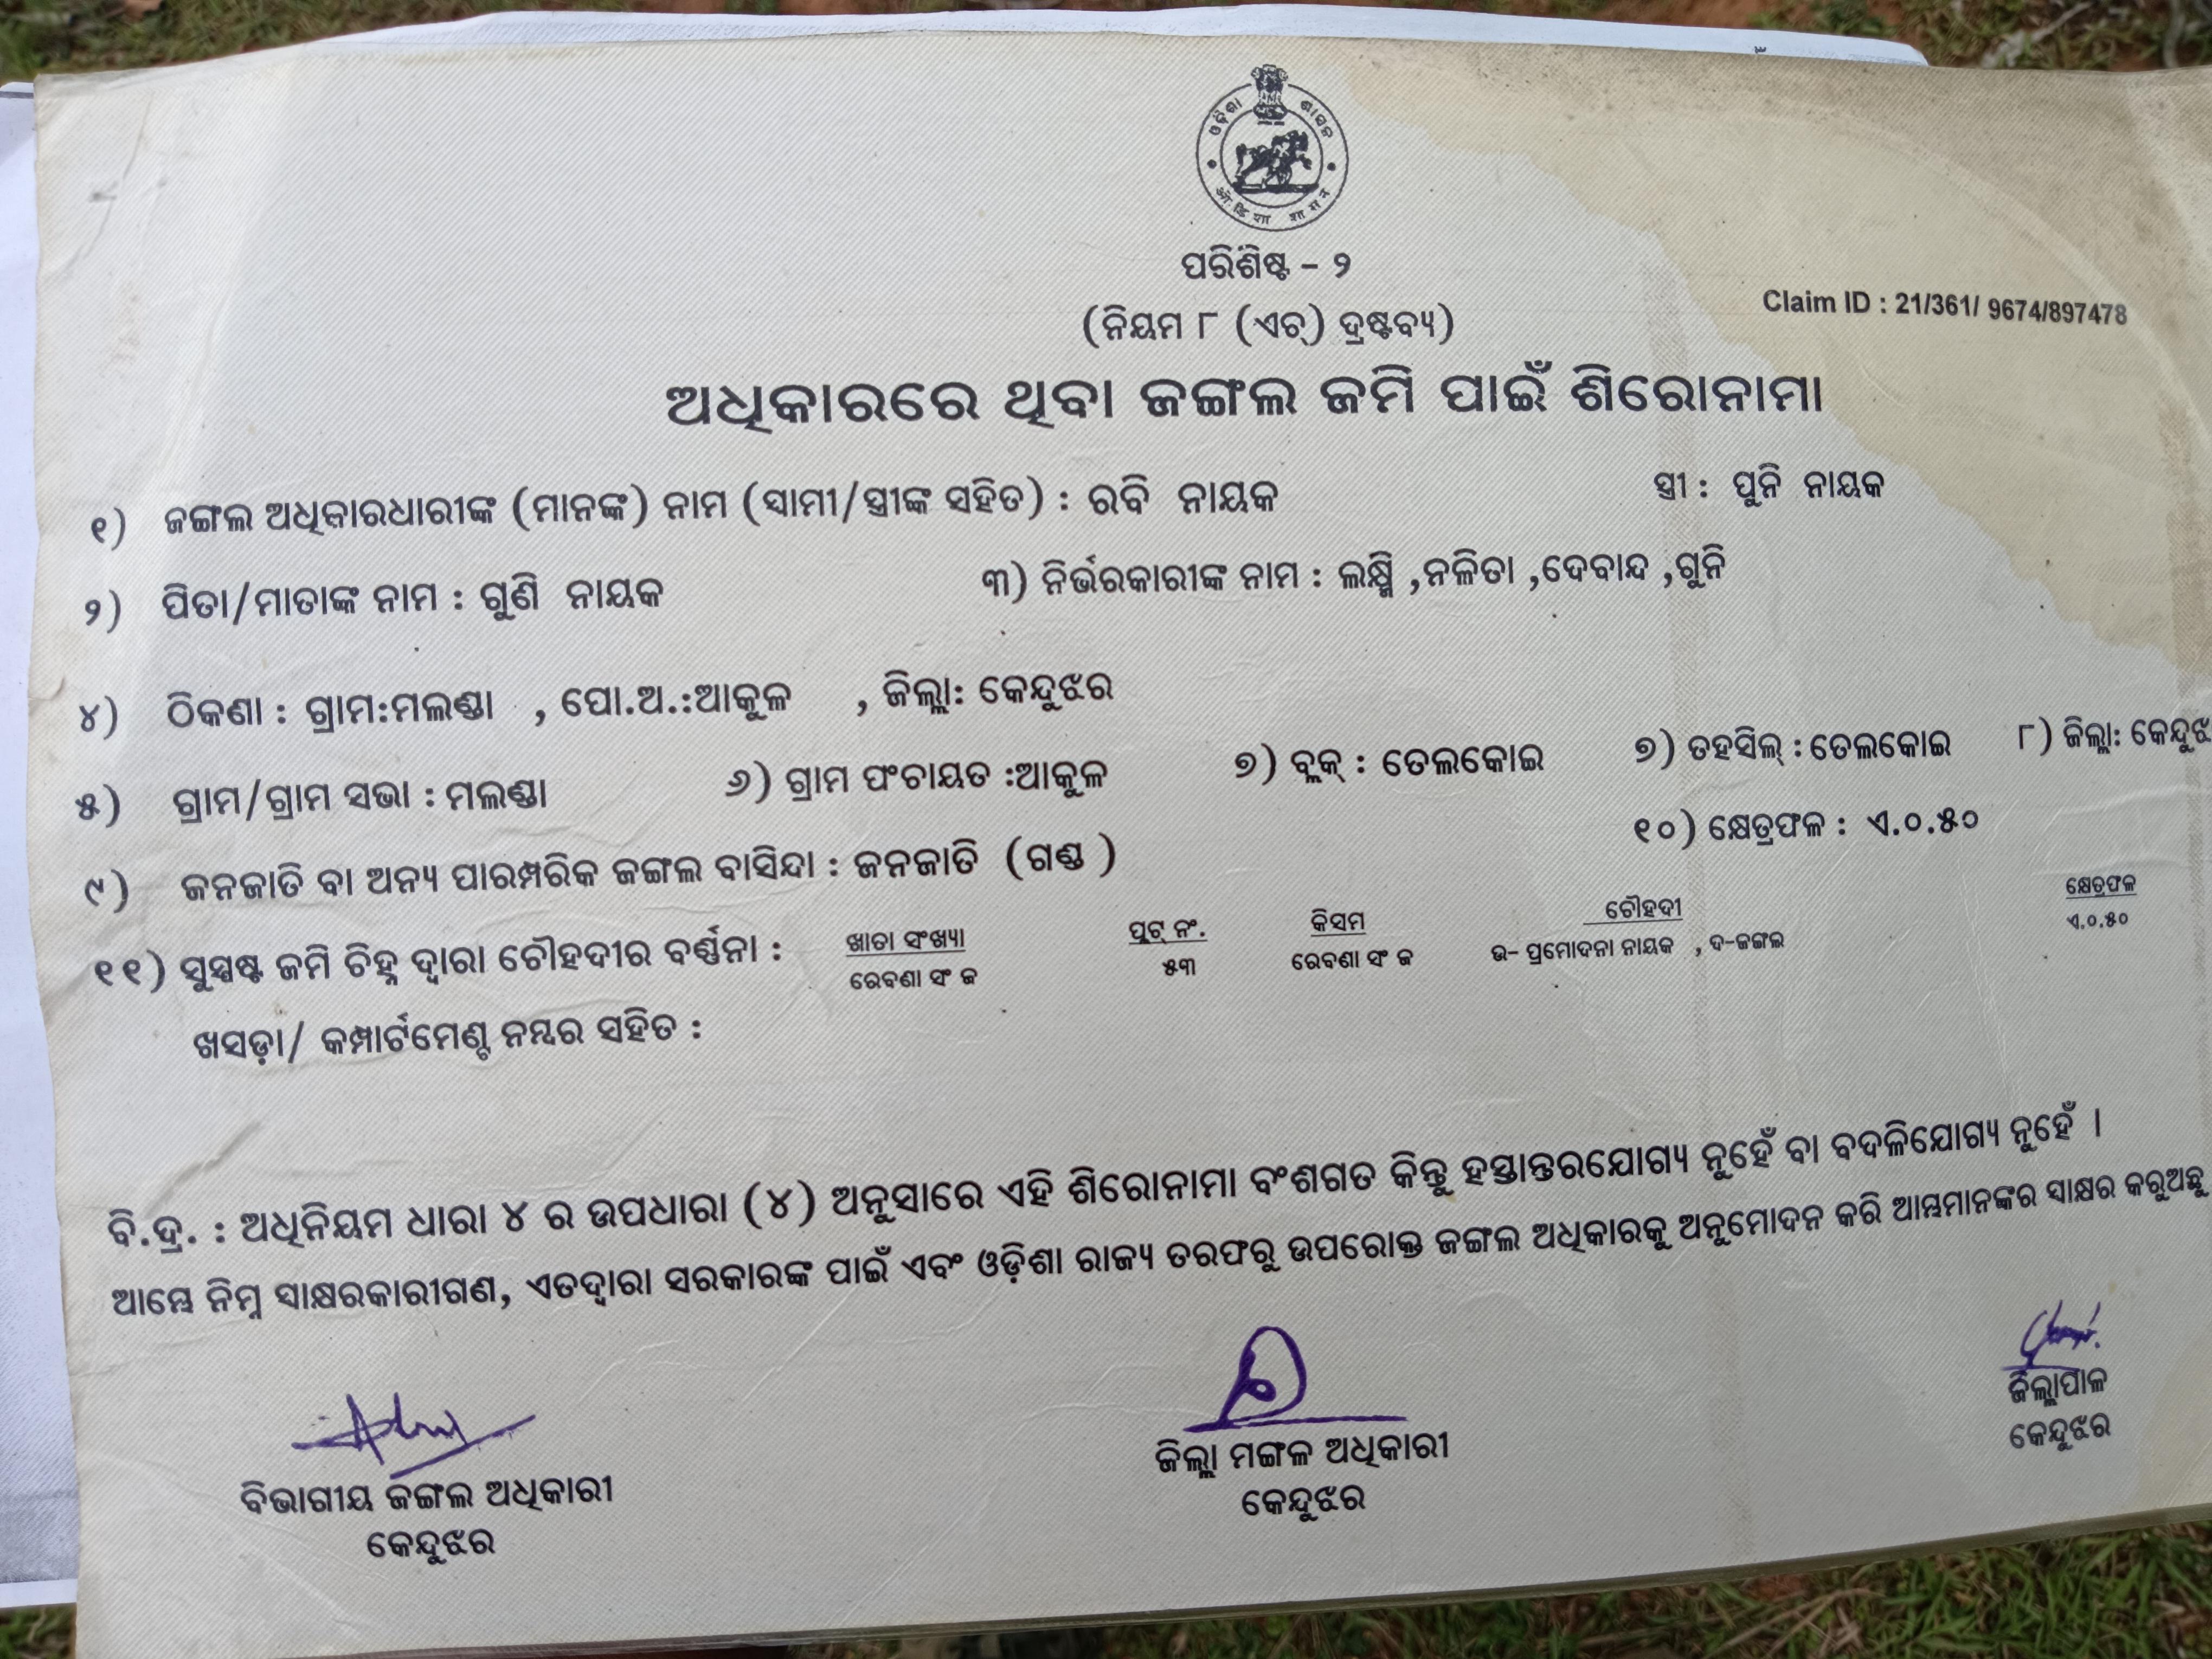 ଓଡ଼ିଶା ଶାସନ
ओड़िशा शासन
ପରିଶିଷ୍ଟ - ୨
(ନିୟମ ୮ (ଏଚ୍) ଦ୍ରଷ୍ଟବ୍ୟ)
Claim ID : 21/361/ 9674/897478
ଅଧିକାରରେ ଥିବା ଜଙ୍ଗଲ ଜମି ପାଇଁ ଶିରୋନାମା
୧) ଜଙ୍ଗଲ ଅଧିକାରଧାରୀଙ୍କ (ମାନଙ୍କ) ନାମ (ସାମୀ/ସ୍ତ୍ରୀଙ୍କ ସହିତ) : ରବି ନାୟକ ସ୍ତ୍ରୀ : ପୁନି ନାୟକ
୨) ପିତା/ମାତାଙ୍କ ନାମ : ଗୁଣି ନାୟକ ୩) ନିର୍ଭରକାରୀଙ୍କ ନାମ : ଲକ୍ଷ୍ମି ,ନଳିତା ,ଦେବାନ୍ଦ ,ଗୁନି
୪) ଠିକଣା : ଗ୍ରାମ:ମଲଣ୍ଡା , ପୋ.ଅ.:ଆକୁଳ , ଜିଲ୍ଲା: କେନ୍ଦୁଝର
୫) ଗ୍ରାମ/ଗ୍ରାମ ସଭା : ମଲଣ୍ଡା ୬) ଗ୍ରାମ ପଂଚାୟତ :ଆକୁଳ ୭) ବ୍ଲକ୍ : ତେଲକୋଇ ୭) ତହସିଲ୍ : ତେଲକୋଇ ୮) ଜିଲ୍ଲା: କେନ୍ଦୁଝ
୯) ଜନଜାତି ବା ଅନ୍ୟ ପାରମ୍ପରିକ ଜଙ୍ଗଲ ବାସିନ୍ଦା : ଜନଜାତି (ଗଣ୍ଡ ) ୧୦) କ୍ଷେତ୍ରଫଳ : ଏ.୦.୫୦
୧୧) ସୁସ୍ପଷ୍ଟ ଜମି ଚିହ୍ନ ଦ୍ୱାରା ଚୌହଦୀର ବର୍ଣ୍ଣନା : ଖାତା ସଂଖ୍ୟା ପ୍ଲଟ୍ ନଂ. କିସମ ଚୌହଦୀ କ୍ଷେତ୍ରଫଳ
ରେବଣା ସଂ ଜ ୫୩ ରେବଣା ସଂ ଜ ଉ- ପ୍ରମୋଦନା ନାୟକ , ଦ-ଜଙ୍ଗଲ ଏ.୦.୫୦
ଖସଡ଼ା/ କମ୍ପାର୍ଟମେଣ୍ଟ ନମ୍ବର ସହିତ :
ବି.ଦ୍ର. : ଅଧିନିୟମ ଧାରା ୪ ର ଉପଧାରା (୪) ଅନୁସାରେ ଏହି ଶିରୋନାମା ବଂଶଗତ କିନ୍ତୁ ହସ୍ତାନ୍ତରଯୋଗ୍ୟ ନୁହେଁ ବା ବଦଳିଯୋଗ୍ୟ ନୁହେଁ ।
ଆମ୍ଭେ ନିମ୍ନ ସାକ୍ଷରକାରୀଗଣ, ଏତଦ୍ୱାରା ସରକାରଙ୍କ ପାଇଁ ଏବଂ ଓଡ଼ିଶା ରାଜ୍ୟ ତରଫରୁ ଉପରୋକ୍ତ ଜଙ୍ଗଲ ଅଧିକାରକୁ ଅନୁମୋଦନ କରି ଆମ୍ଭମାନଙ୍କର ସାକ୍ଷର କରୁଅଛୁ
ବିଭାଗୀୟ ଜଙ୍ଗଲ ଅଧିକାରୀ
କେନ୍ଦୁଝର
ଜିଲ୍ଲା ମଙ୍ଗଳ ଅଧିକାରୀ
କେନ୍ଦୁଝର
ଜିଲ୍ଲାପାଳ
କେନ୍ଦୁଝର